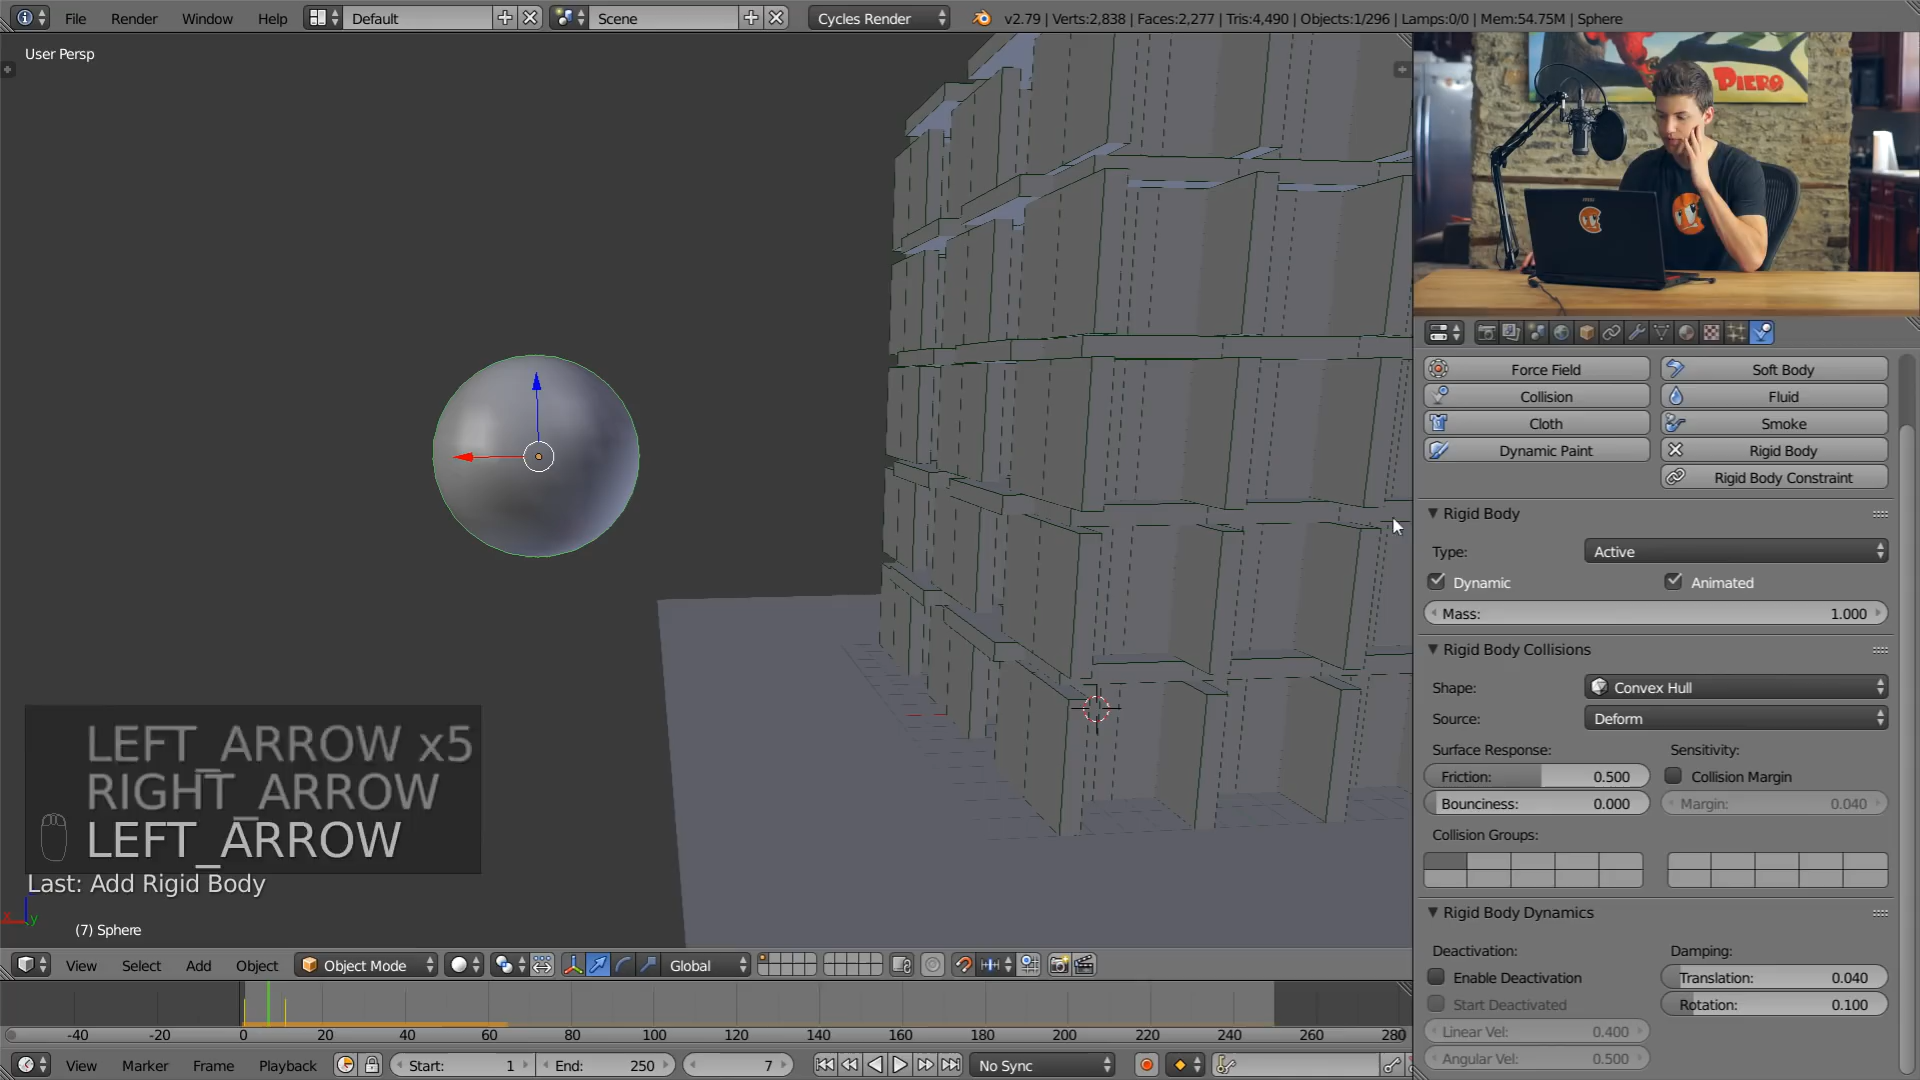 File
Render
Window
Help
Default
Scene
Cycles Render
v2.79 | Verts:2,838 | Faces:2,277 | Tris:4,490 | Objects:1/296 | Lamps:0/0 | Mem:54.75M | Sphere
User Persp
PIERO
Force Field
Soft Body
Collision
Fluid
Cloth
Smoke
Dynamic Paint
Rigid Body
Rigid Body Constraint
Rigid Body
Type:
Active
Dynamic
Animated
Mass:
1.000
Rigid Body Collisions
Shape:
Convex Hull
Source:
Deform
Surface Response:
Sensitivity:
Friction:
0.500
Collision Margin
Bounciness:
0.000
Margin:
0.040
Collision Groups:
Rigid Body Dynamics
Deactivation:
Damping:
Enable Deactivation
Translation:
0.040
Start Deactivated
Rotation:
0.100
Linear Vel:
0.400
Angular Vel:
0.500
LEFT_ARROW x5
RIGHT_ARROW
LEFT_ARROW
Last: Add Rigid Body
x
y
(7) Sphere
View
Select
Add
Object
Object Mode
Global
-40
-20
0
20
40
60
80
100
120
140
160
180
200
220
240
260
280
View
Marker
Frame
Playback
Start:
1
End:
250
7
No Sync